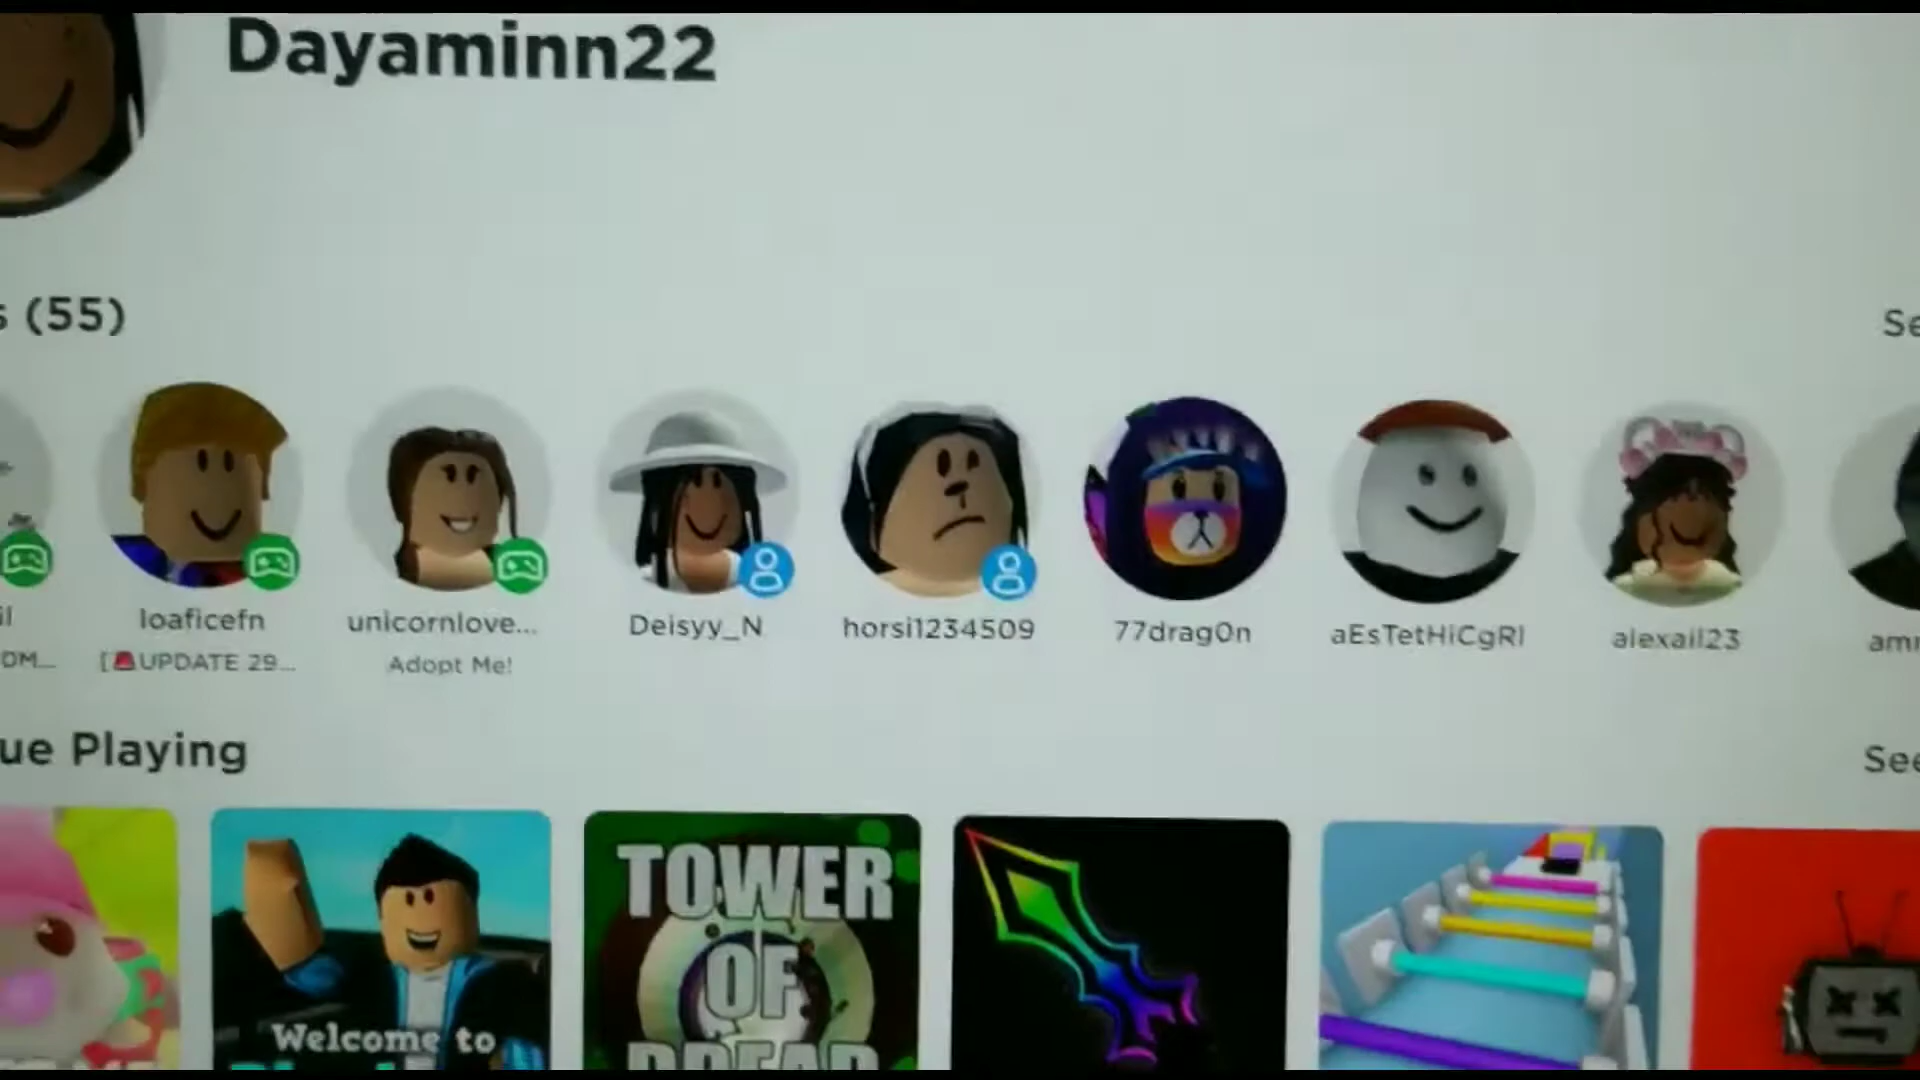 Dayaminn22
(55)
loaficefn
unicornlove...
Deisyy_N
horsi1234509
77drag0n
aEsTetHiCgRl
alexail23
[🚨UPDATE 29...
Adopt Me!
ue Playing
See
Welcome to
TOWER
OF
DREAD